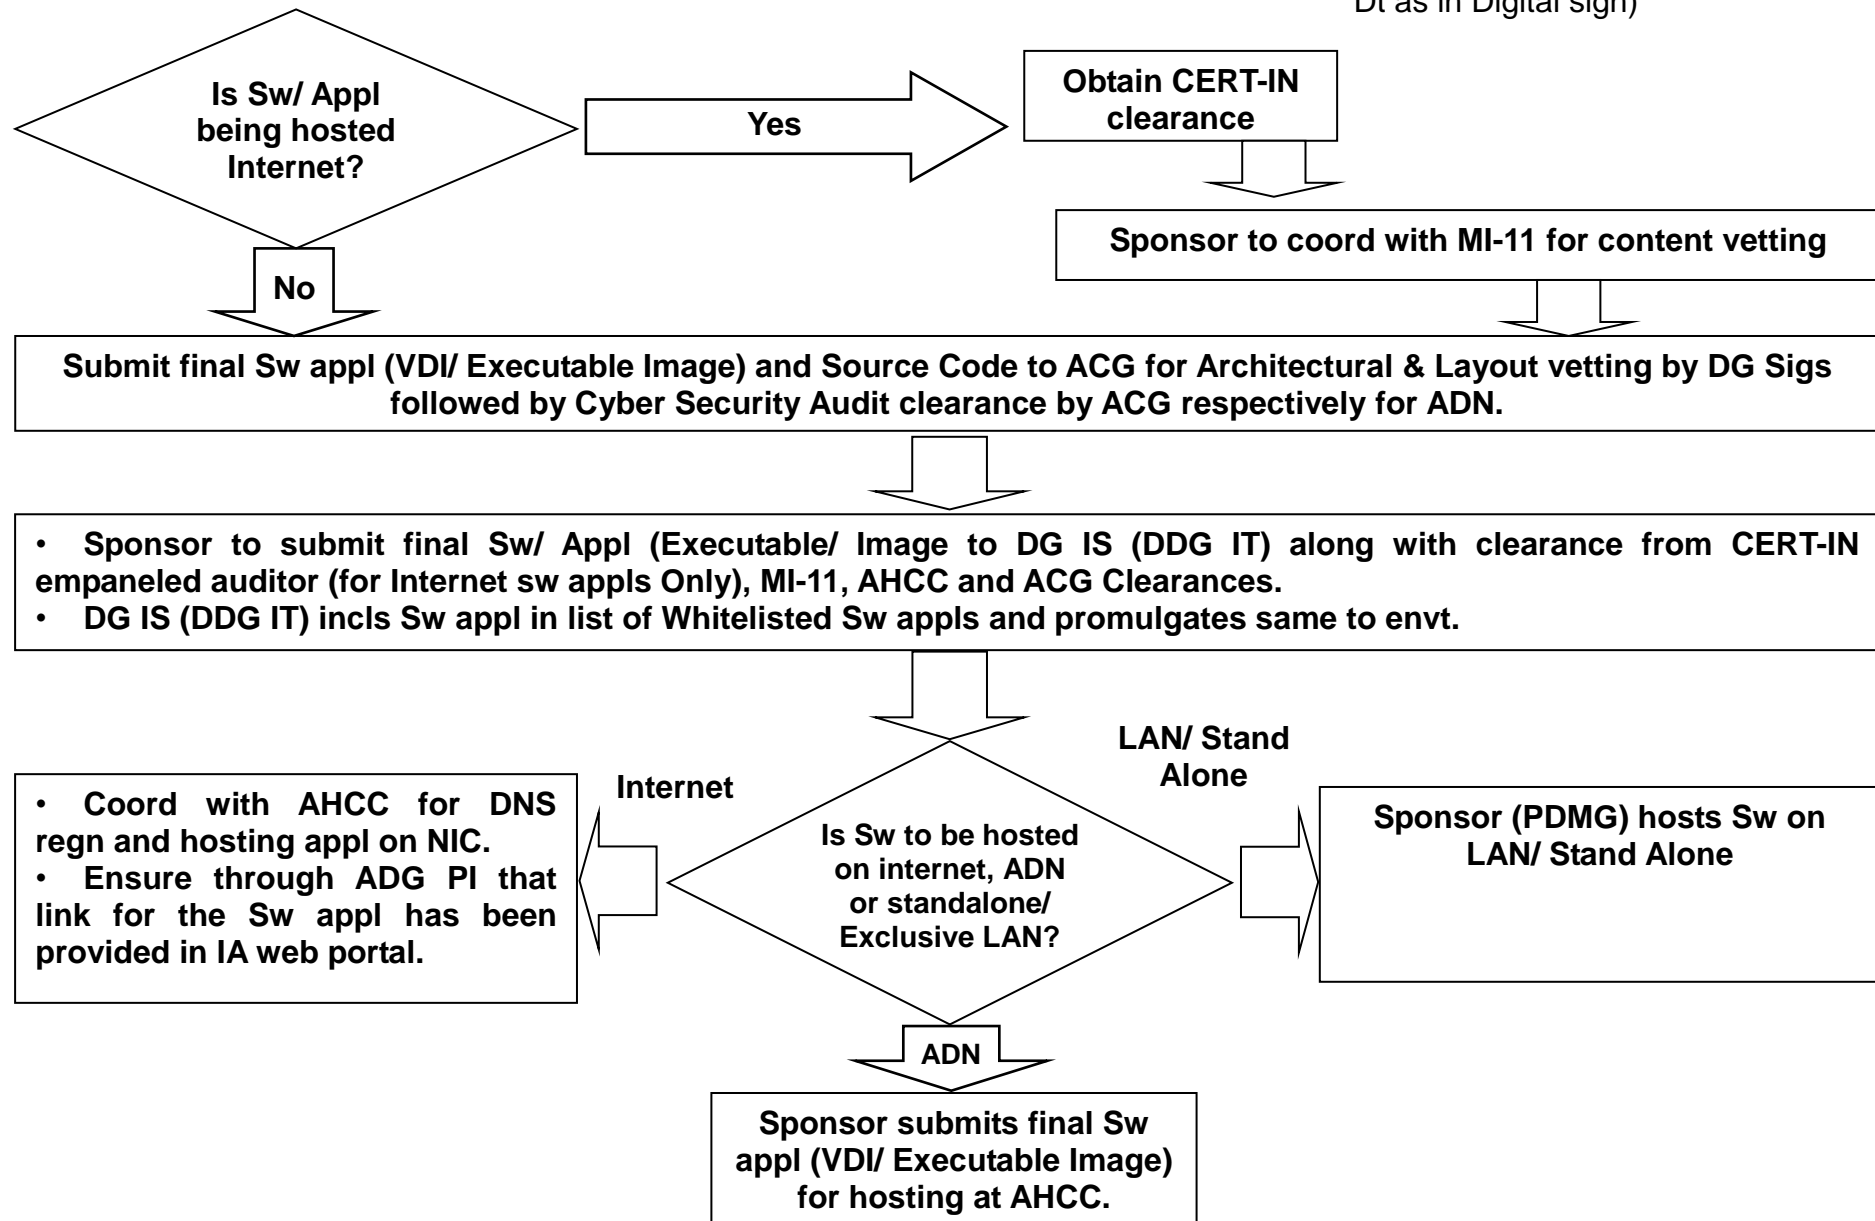 Dt as in Digital sign)
Is Sw/ Appl
being hosted
Internet?
Yes
Obtain CERT-IN
clearance
Sponsor to coord with MI-11 for content vetting
No
Submit final Sw appl (VDI/ Executable Image) and Source Code to ACG for Architectural & Layout vetting by DG Sigs
followed by Cyber Security Audit clearance by ACG respectively for ADN.
• Sponsor to submit final Sw/ Appl (Executable/ Image to DG IS (DDG IT) along with clearance from CERT-IN
empaneled auditor (for Internet sw appls Only), MI-11, AHCC and ACG Clearances.
• DG IS (DDG IT) incls Sw appl in list of Whitelisted Sw appls and promulgates same to envt.
Internet
LAN/ Stand
Alone
• Coord with AHCC for DNS
regn and hosting appl on NIC.
• Ensure through ADG PI that
link for the Sw appl has been
provided in IA web portal.
Is Sw to be hosted
on internet, ADN
or standalone/
Exclusive LAN?
Sponsor (PDMG) hosts Sw on
LAN/ Stand Alone
ADN
Sponsor submits final Sw
appl (VDI/ Executable Image)
for hosting at AHCC.